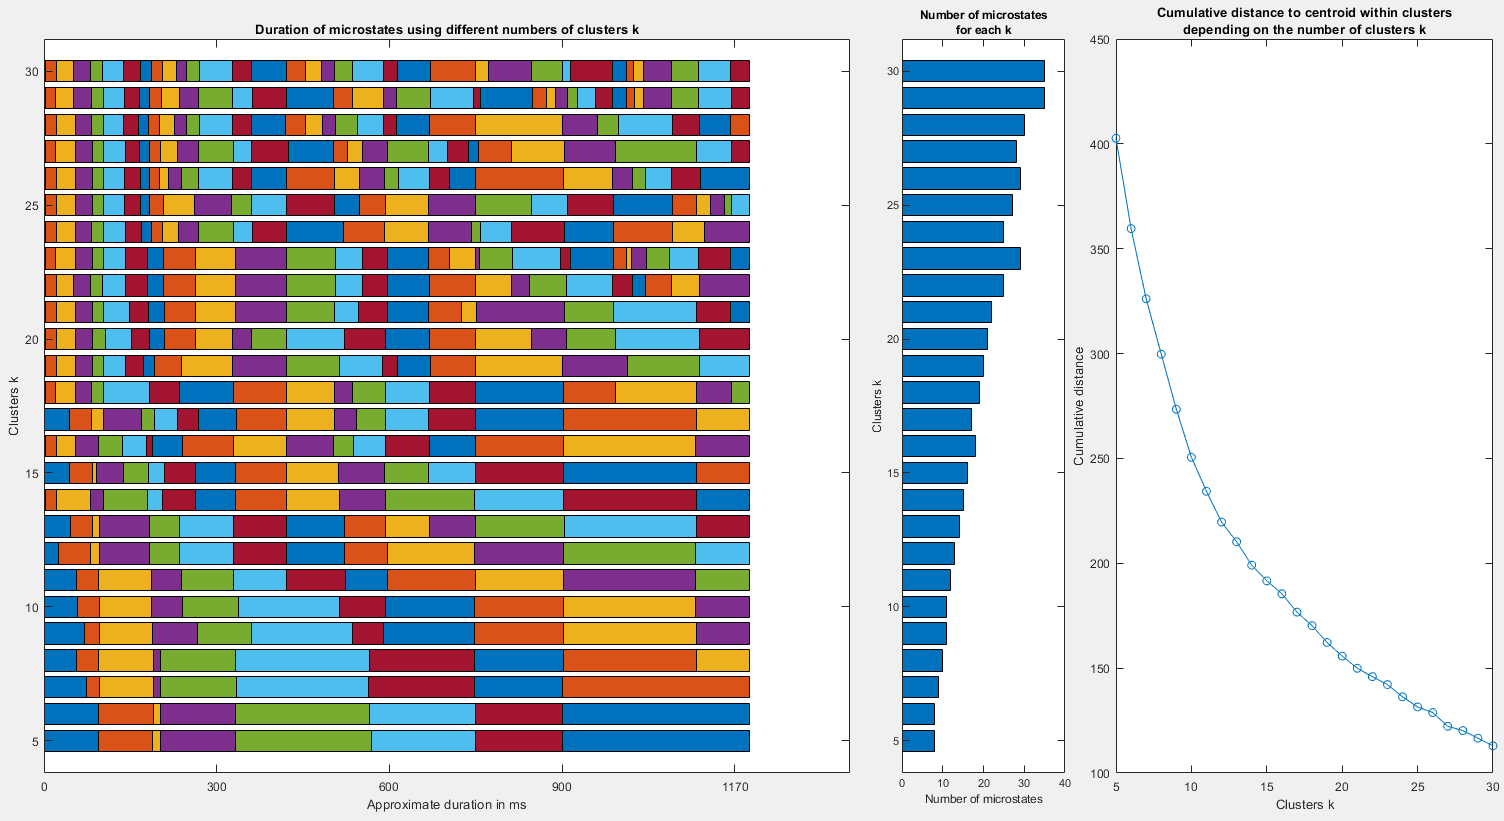 Duration of microstates using different numbers of clusters k
30
25
20
15
10
5
Clusters k
0 300 600 900 1170
Approximate duration in ms
Number of microstates
for each k
30
25
20
15
10
5
Clusters k
0 10 20 30 40
Number of microstates
Cumulative distance to centroid within clusters
depending on the number of clusters k
450
400
350
300
250
200
150
100
Cumulative distance
5 10 15 20 25 30
Clusters k